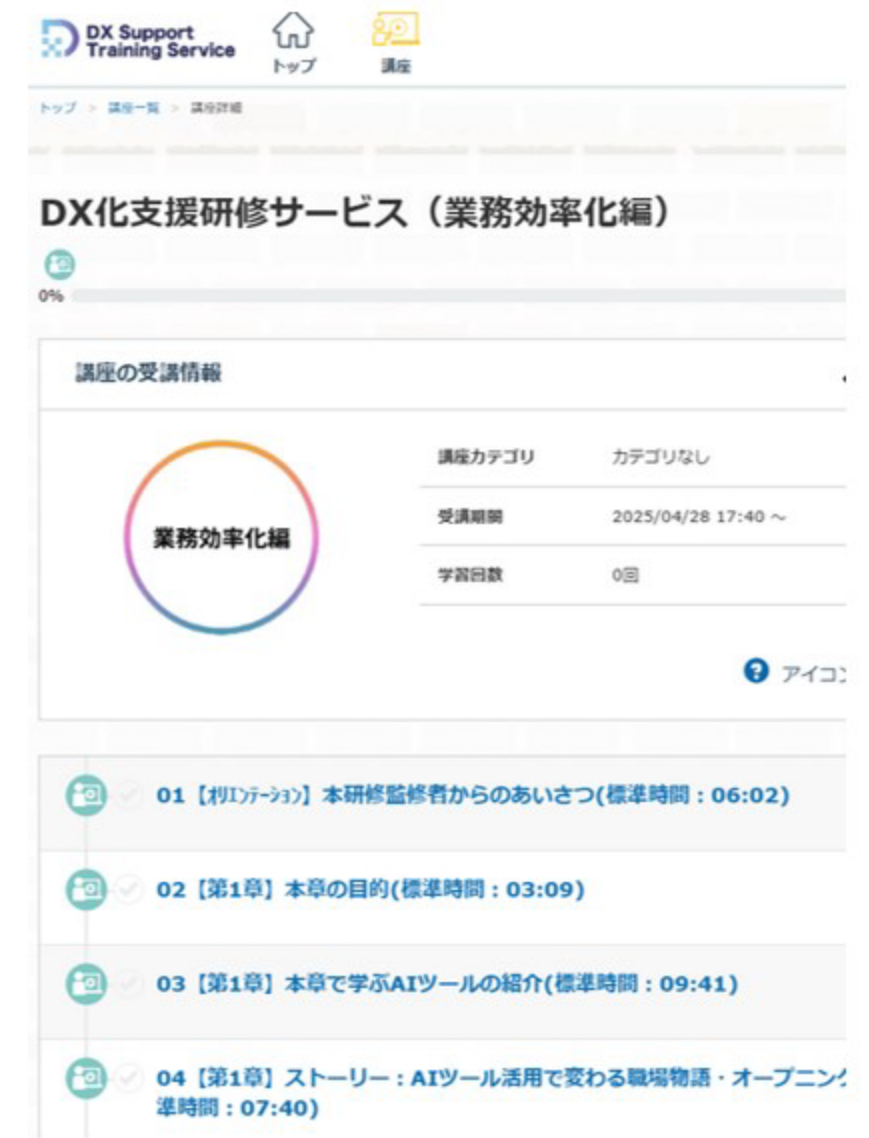 DX Support
Training Service
トップ
講座
トップ > 講座一覧 > 講座詳細
DX化支援研修サービス（業務効率化編）
0%
講座の受講情報
業務効率化編
講座カテゴリ カテゴリなし
受講期間 2025/04/28 17:40 ～
学習回数 0回
アイコン
01【ｵﾘｴﾝﾃｰｼｮﾝ】本研修監修者からのあいさつ(標準時間：06:02)
02【第1章】本章の目的(標準時間：03:09)
03【第1章】本章で学ぶAIツールの紹介(標準時間：09:41)
04【第1章】ストーリー：AIツール活用で変わる職場物語・オープニング
準時間：07:40)